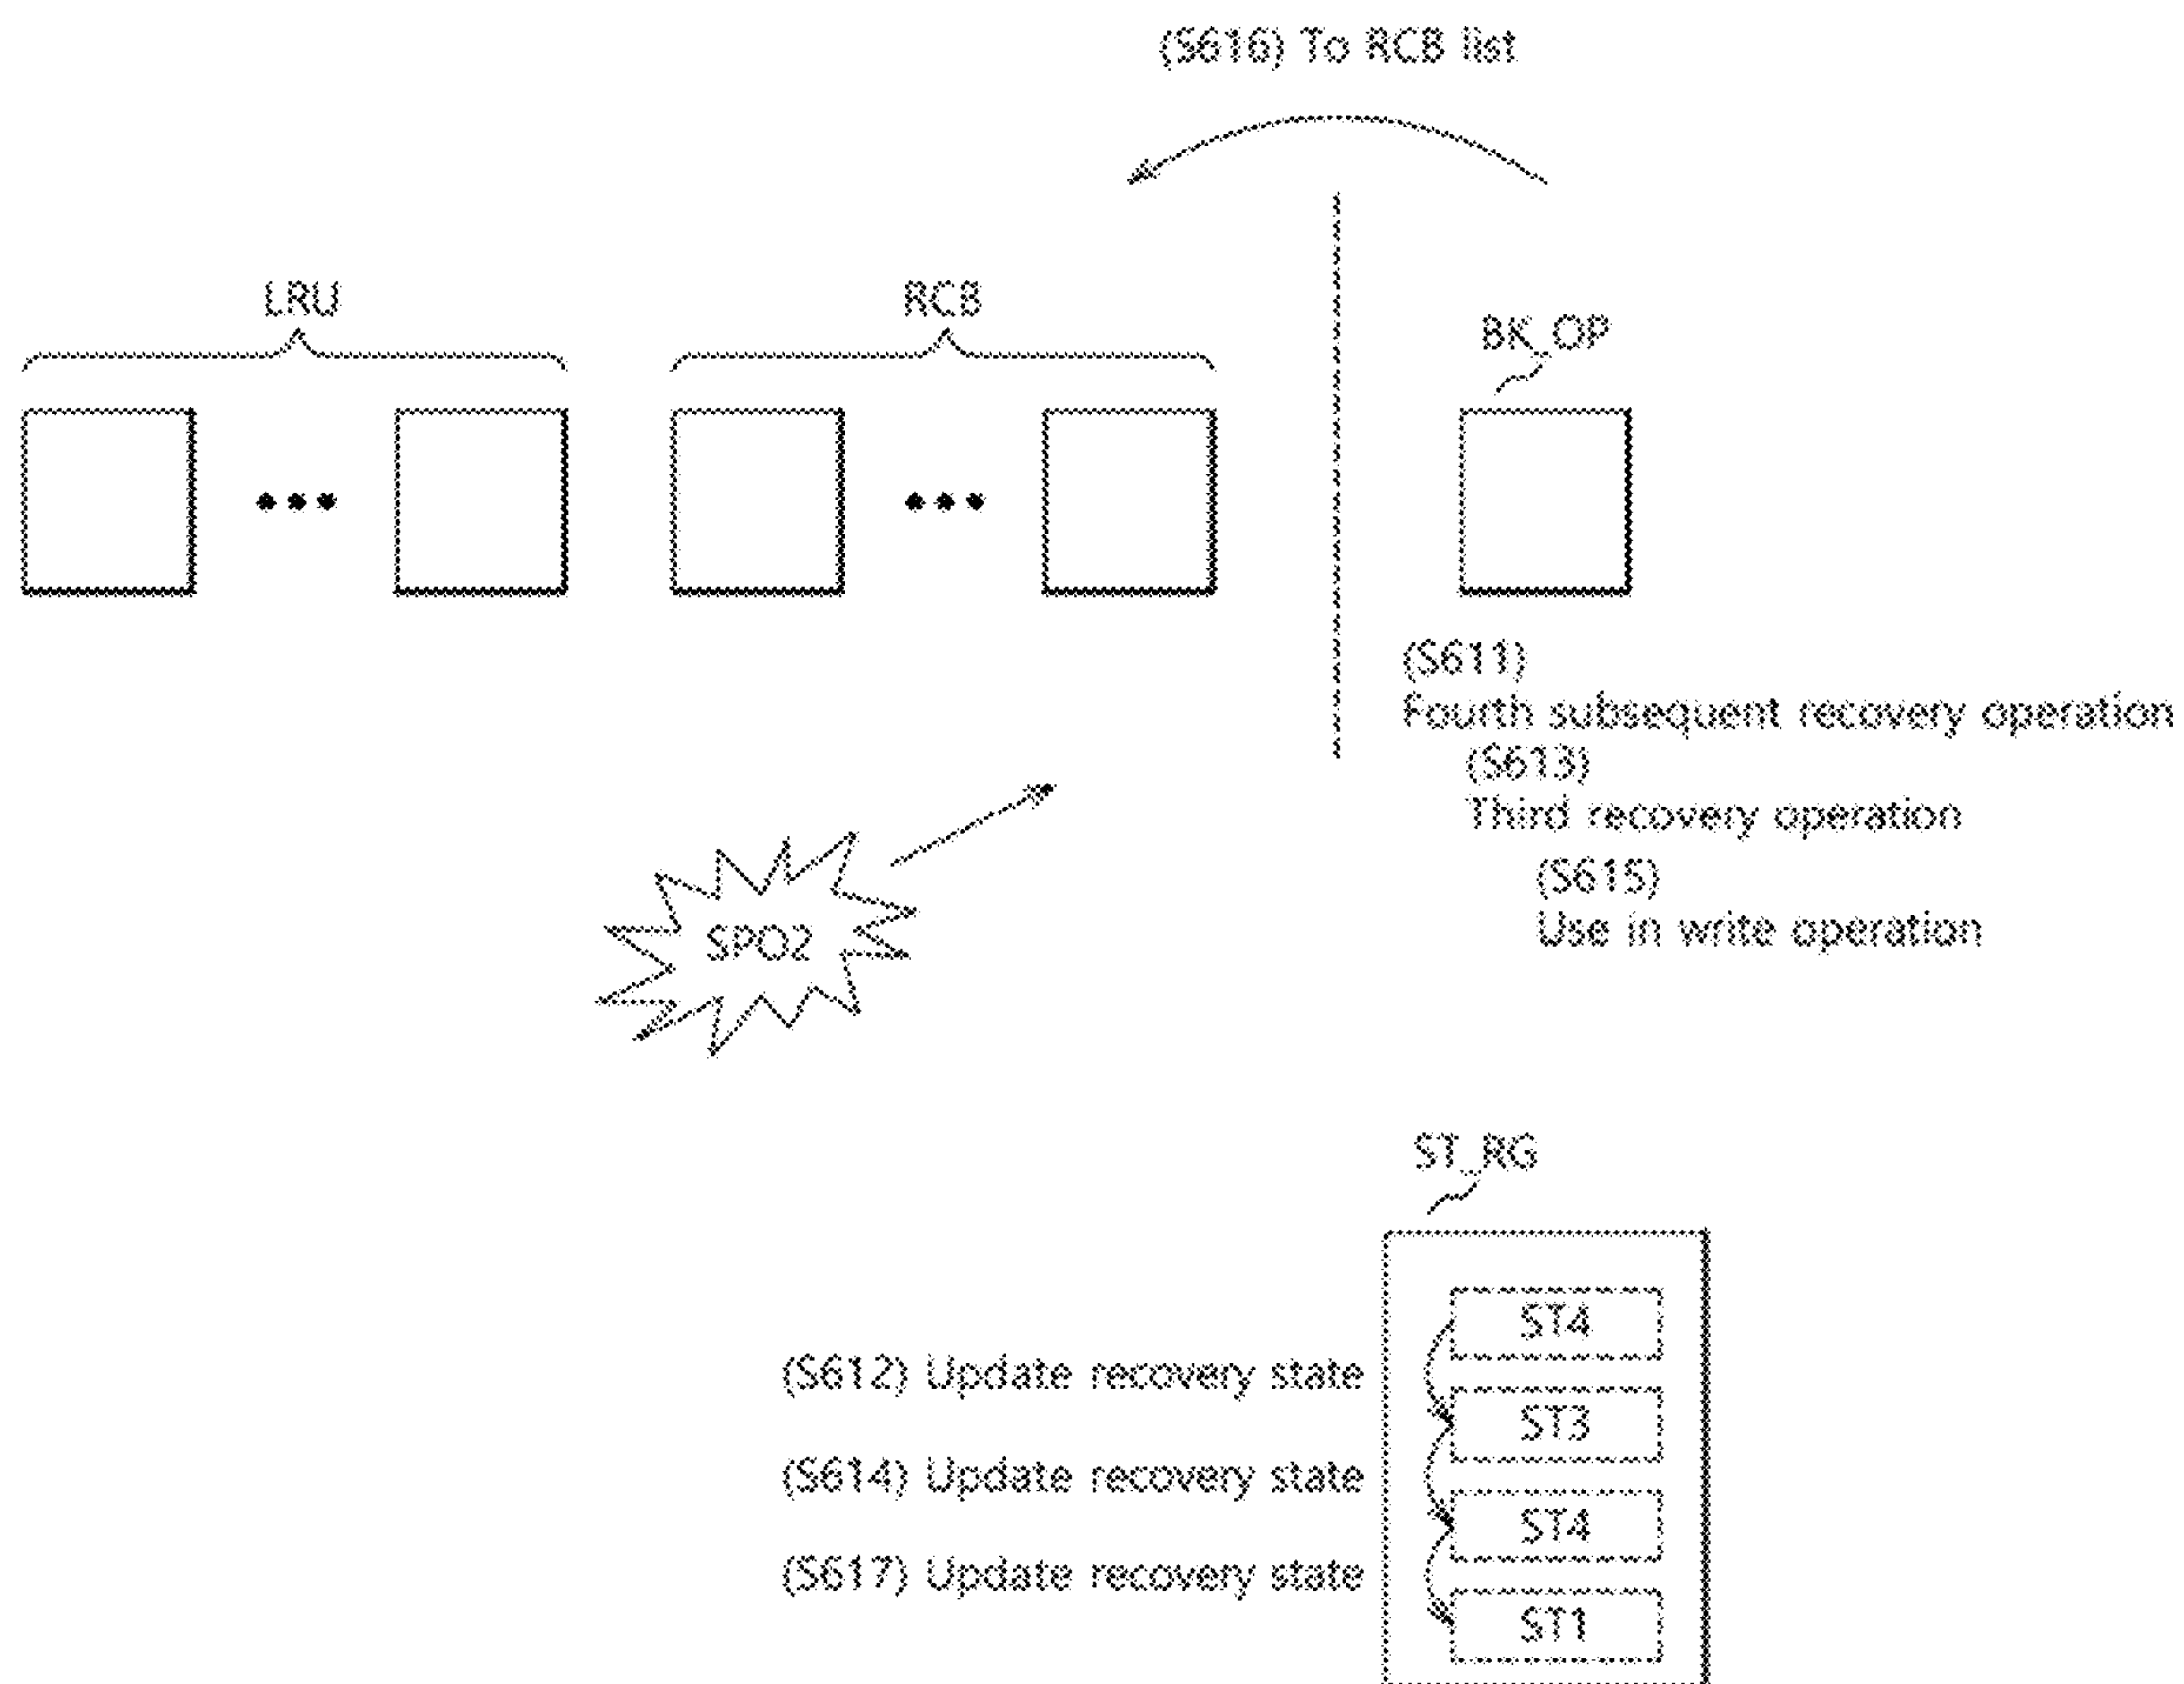 (S616) To RCB list
LRU
RCB
BK_OP
(S611)
Fourth subsequent recovery operation
(S613)
Third recovery operation
(S615)
Use in write operation
SPO2
ST_RG
ST4
(S612) Update recovery state
ST3
(S614) Update recovery state
ST4
(S617) Update recovery state
ST1